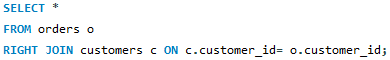 SELECT *
FROM orders o
RIGHT JOIN customers c ON c.customer_id= o.customer_id;